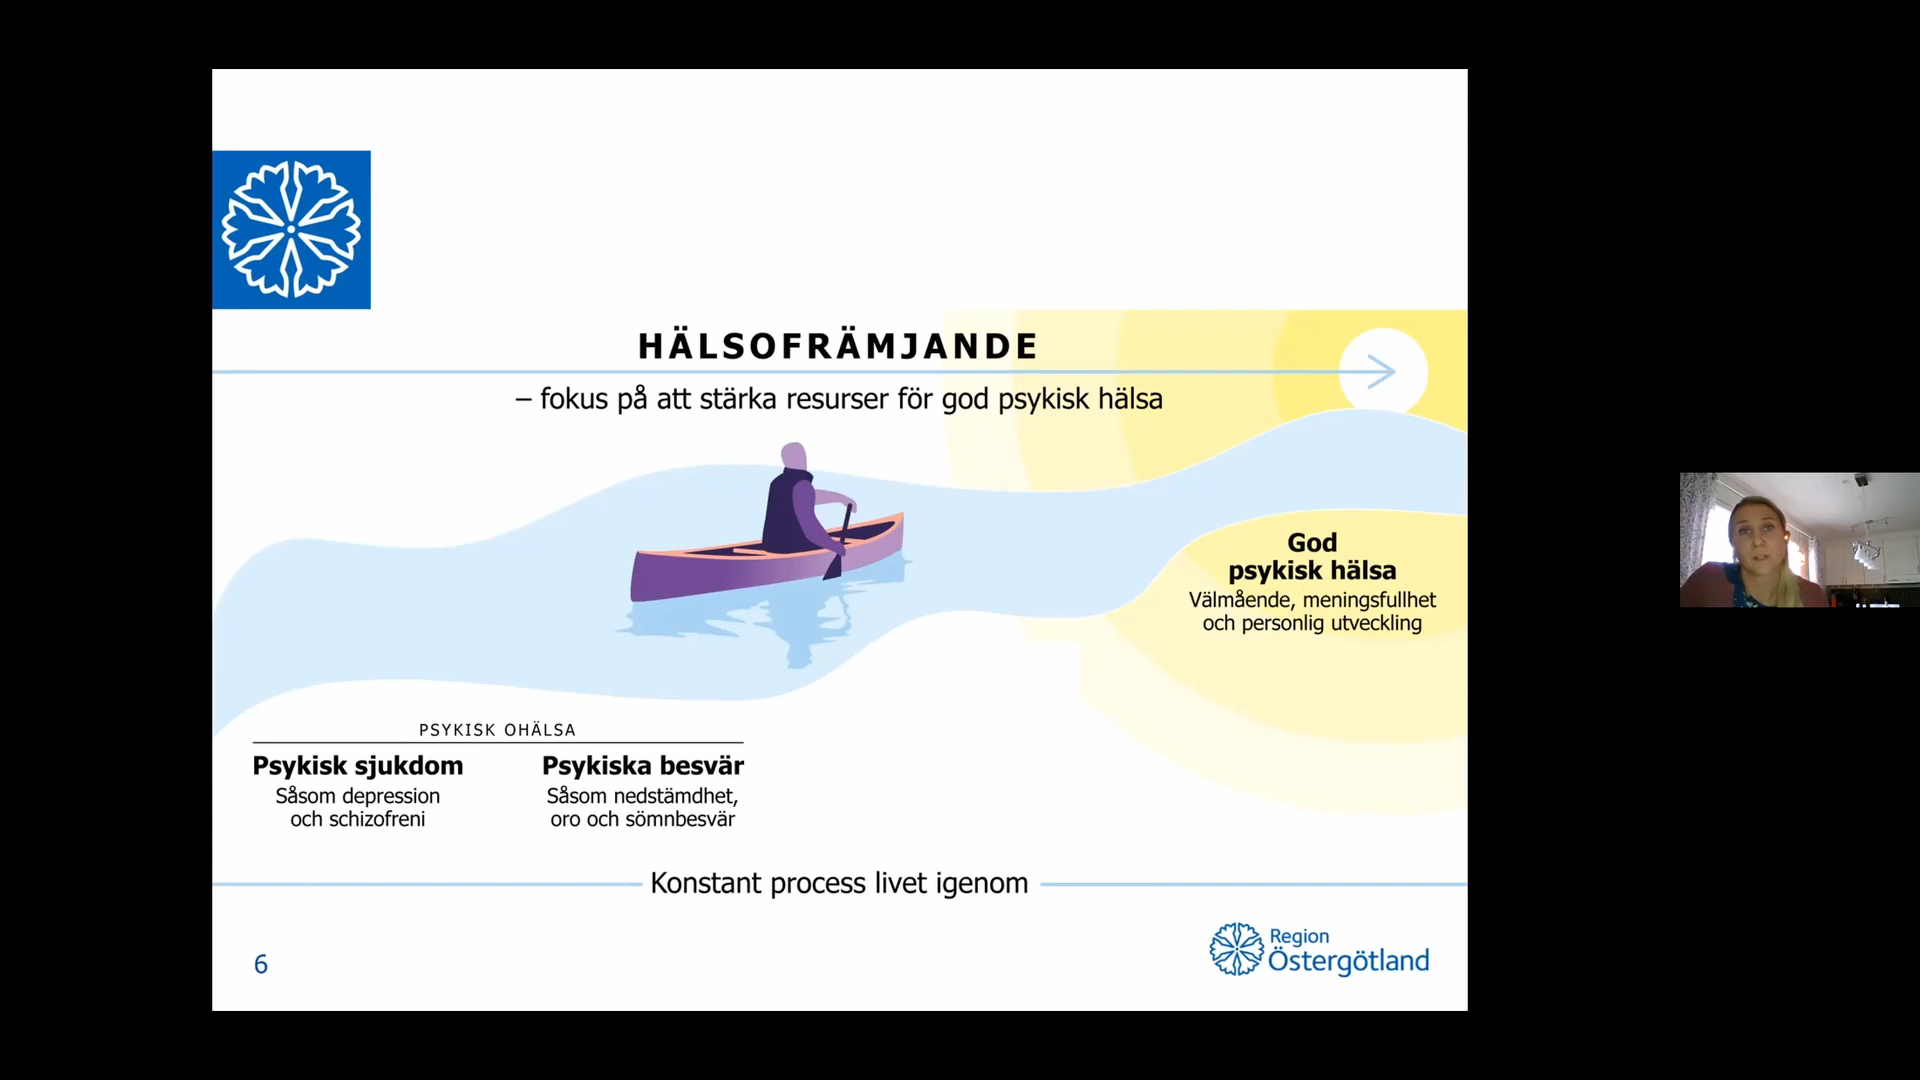 HÄLSOFRÄMJANDE
– fokus på att stärka resurser för god psykisk hälsa
God
psykisk hälsa
Välmående, meningsfullhet
och personlig utveckling
PSYKISK OHÄLSA
Psykisk sjukdom
Såsom depression
och schizofreni
Psykiska besvär
Såsom nedstämdhet,
oro och sömnbesvär
Konstant process livet igenom
6
Region
Östergötland